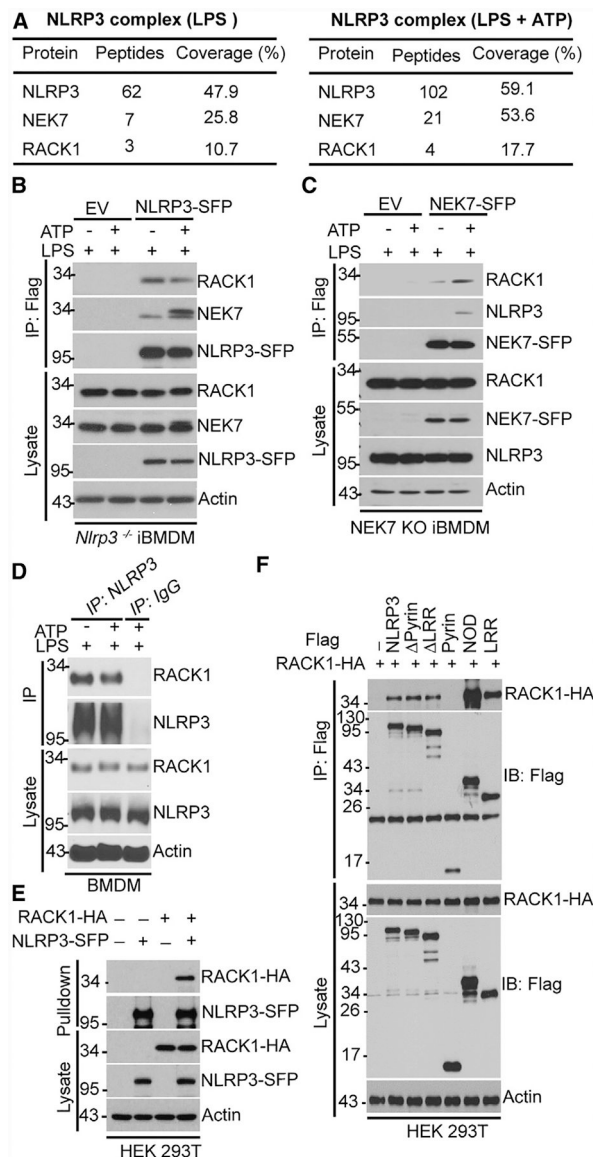 A
NLRP3 complex (LPS )
Protein Peptides Coverage (%)
NLRP3 62 47.9
NEK7 7 25.8
RACK1 3 10.7
NLRP3 complex (LPS + ATP)
Protein Peptides Coverage (%)
NLRP3 102 59.1
NEK7 21 53.6
RACK1 4 17.7
B
EV NLRP3-SFP
ATP - + - +
LPS + + + +
IP: Flag
34 RACK1
34 NEK7
95 NLRP3-SFP
Lysate
34 RACK1
34 NEK7
95 NLRP3-SFP
43 Actin
Nlrp3 -/- iBMDM
C
EV NEK7-SFP
ATP - + - +
LPS + + + +
IP: Flag
34 RACK1
95 NLRP3
55 NEK7-SFP
Lysate
34 RACK1
55 NEK7-SFP
95 NLRP3
43 Actin
NEK7 KO iBMDM
D
IP: NLRP3 IP: IgG
ATP - + +
LPS + + +
IP
34 RACK1
95 NLRP3
Lysate
34 RACK1
95 NLRP3
43 Actin
BMDM
E
RACK1-HA – – + +
NLRP3-SFP – + – +
Pulldown
34 RACK1-HA
95 NLRP3-SFP
Lysate
34 RACK1-HA
95 NLRP3-SFP
43 Actin
HEK 293T
F
Flag – NLRP3 ΔPyrin ΔLRR Pyrin NOD LRR
RACK1-HA + + + + + + +
IP: Flag
34 RACK1-HA
130
95
43 IB: Flag
34
26
17
Lysate
34 RACK1-HA
130
95
43 IB: Flag
34
26
17
43 Actin
HEK 293T